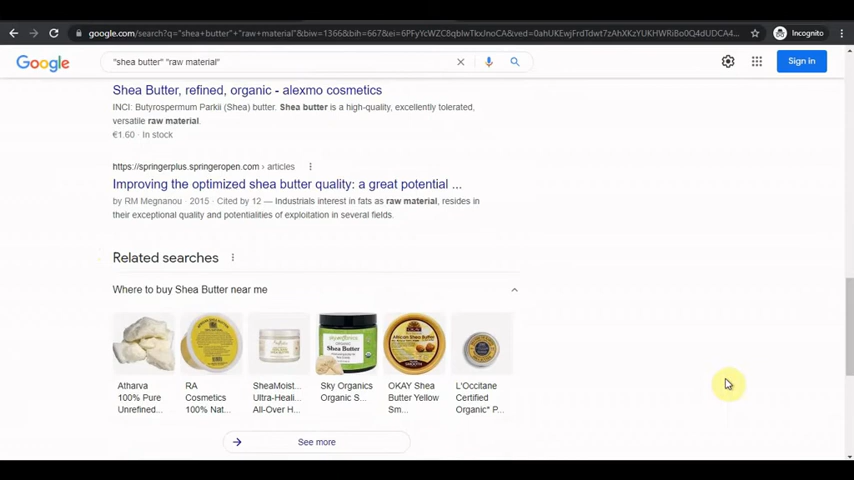 google.com/search?q="shea+butter"+"raw+material"&biw=1366&bih=667&ei=
Incognito
Google
"shea butter" "raw material"
Sign in
Shea Butter, refined, organic - alexmo cosmetics
INCI: Butyrospermum Parkii (Shea) butter. Shea butter is a high-quality, excellently tolerated,
versatile raw material.
€1.60 · In stock
https://springerplus.springeropen.com › articles
Improving the optimized shea butter quality: a great potential ...
by RM Megnanou · 2015 · Cited by 12 — Industrials interest in fats as raw material, resides in
their exceptional quality and potentialities of exploitation in several fields.
Related searches
Where to buy Shea Butter near me
Atharva
100% Pure
Unrefined...
RA
Cosmetics
100% Nat...
SheaMoist...
Ultra-Heali...
All-Over H...
Sky Organics
Organic S...
OKAY Shea
Butter Yellow
Sm...
L'Occitane
Certified
Organic* P...
See more